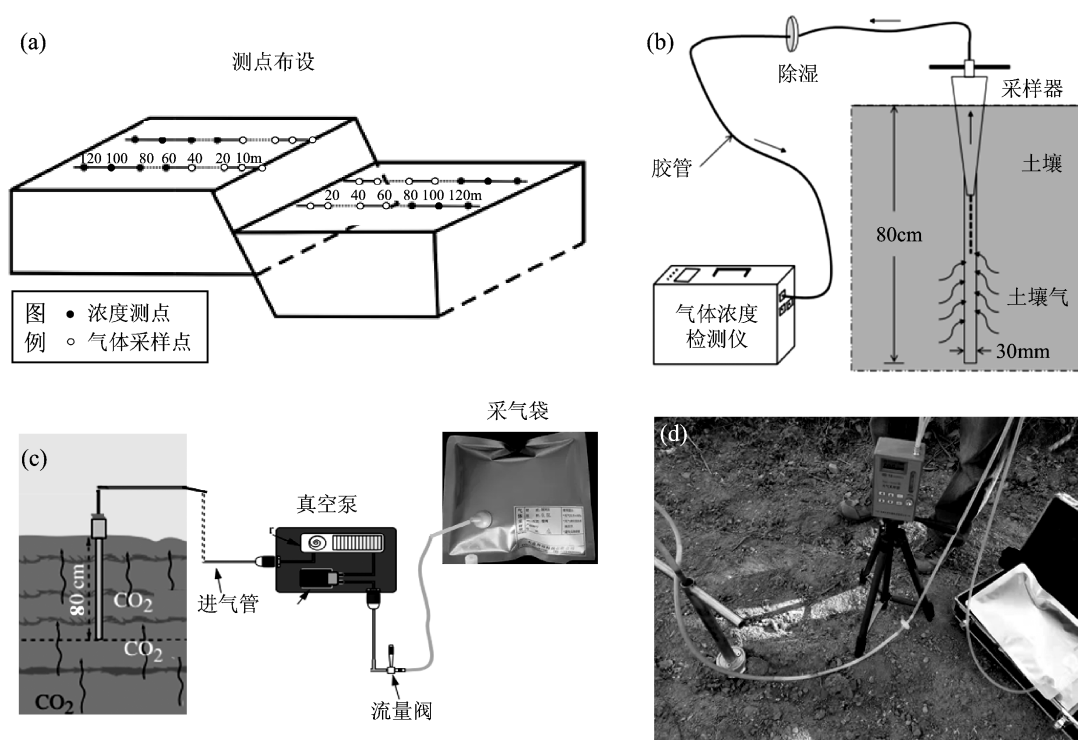 (a)
测点布设
120 100 80 60 40 20 10m
20 40 60 80 100 120m
图 ● 浓度测点
例 ○ 气体采样点
(b)
除湿
采样器
胶管
土壤
80cm
土壤气
气体浓度
检测仪
30mm
(c)
采气袋
真空泵
80 cm
进气管
CO₂
CO₂
CO₂
流量阀
(d)